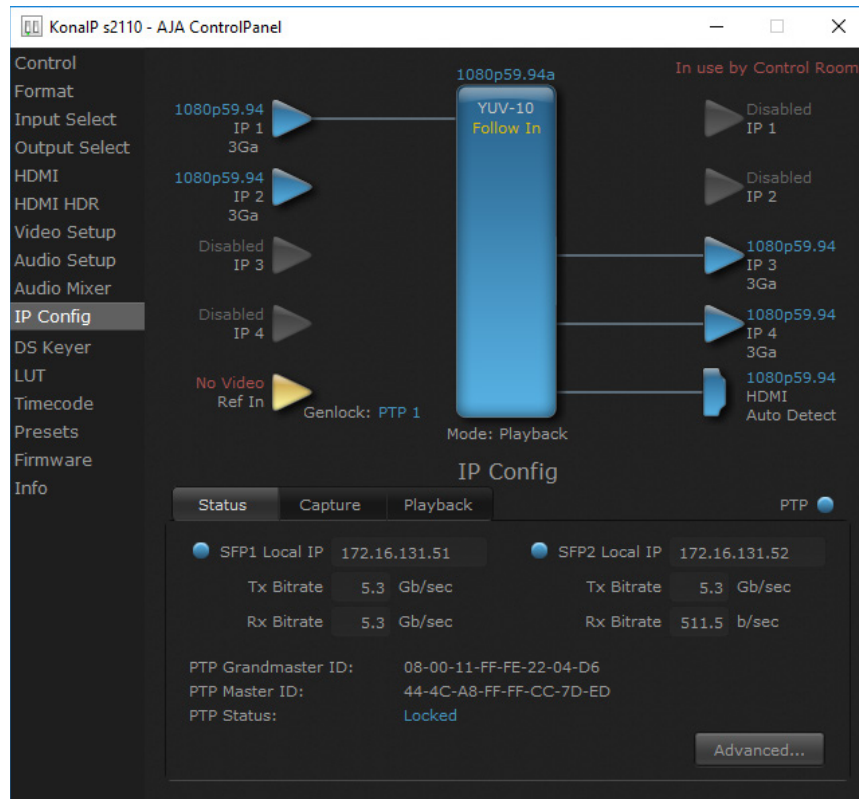 KonaIP s2110 - AJA ControlPanel
Control
Format
Input Select
Output Select
HDMI
HDMI HDR
Video Setup
Audio Setup
Audio Mixer
IP Config
DS Keyer
LUT
Timecode
Presets
Firmware
Info
1080p59.94a
In use by Control Room
YUV-10
Follow In
1080p59.94
IP 1
3Ga
1080p59.94
IP 2
3Ga
Disabled
IP 3
Disabled
IP 4
No Video
Ref In
Genlock: PTP 1
Mode: Playback
Disabled
IP 1
Disabled
IP 2
1080p59.94
IP 3
3Ga
1080p59.94
IP 4
3Ga
1080p59.94
HDMI
Auto Detect
IP Config
Status Capture Playback PTP
SFP1 Local IP 172.16.131.51 SFP2 Local IP 172.16.131.52
Tx Bitrate 5.3 Gb/sec Tx Bitrate 5.3 Gb/sec
Rx Bitrate 5.3 Gb/sec Rx Bitrate 511.5 b/sec
PTP Grandmaster ID: 08-00-11-FF-FE-22-04-D6
PTP Master ID: 44-4C-A8-FF-FF-CC-7D-ED
PTP Status: Locked
Advanced...